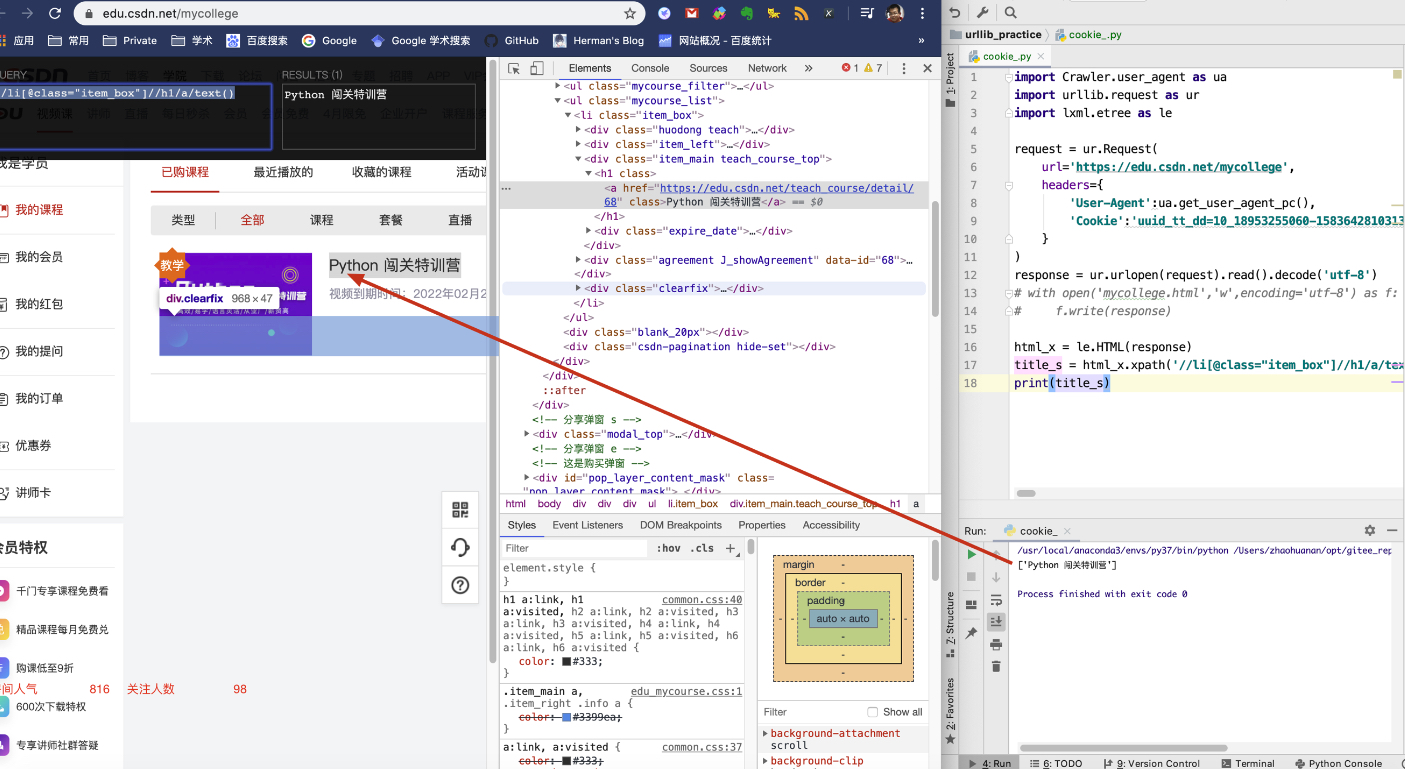 edu.csdn.net/mycollege
应用 常用 Private 学术 百度搜索 Google Google 学术搜索 GitHub Herman's Blog 网站概况 - 百度统计 »
UERY
/li[@class="item_box"]//h1/a/text()
RESULTS (1)
Python 闯关特训营
我是学员
我的课程
我的会员
我的红包
我的提问
我的订单
优惠券
讲师卡
会员特权
千门专享课程免费看
精品课程每月免费兑
购课低至9折
600次下载特权
专享讲师社群答疑
间人气 816 关注人数 98
已购课程 最近播放的 收藏的课程 活动
类型 全部 课程 套餐 直播
教学
Python 闯关特训营
视频到期时间：2022年02月2
div.clearfix 968 × 47
Elements Console Sources Network » 1 7
<ul class="mycourse_filter">…</ul>
<ul class="mycourse_list">
<li class="item_box">
<div class="huodong teach">…</div>
<div class="item_left">…</div>
<div class="item_main teach_course_top">
<h1 class>
<a href="https://edu.csdn.net/teach_course/detail/
68" class>Python 闯关特训营</a> == $0
</h1>
<div class="expire_date">…</div>
</div>
<div class="agreement J_showAgreement" data-id="68">…
</div>
<div class="clearfix">…</div>
</li>
</ul>
<div class="blank_20px"></div>
<div class="csdn-pagination hide-set"></div>
</div>
</div>
::after
</div>
<!-- 分享弹窗 s -->
<div class="modal_top">…</div>
<!-- 分享弹窗 e -->
<!-- 这是购买弹窗 -->
<div id="pop_layer_content_mask" class=
"pop_layer_content_mask"> </div>
html body div div div ul li.item_box div.item_main.teach_course_top h1 a
Styles Event Listeners DOM Breakpoints Properties Accessibility
Filter :hov .cls +
element.style {
}
h1 a:link, h1 common.css:40
a:visited, h2 a:visited, h3
a:link, h3 a:visited, h4 a:link, h4
a:visited, h5 a:link, h5 a:visited, h6
a:link, h6 a:visited {
color: #333;
}
.item_main a, edu_mycourse.css:1
.item_right .info a {
color: #3399ea;
}
a:link, a:visited { common.css:37
color: #333;
margin -
border -
padding -
auto × auto
Filter Show all
background-attachment
scroll
background-clip
urllib_practice cookie_.py
cookie_.py
1: Project
7: Structure
2: Favorites
1 import Crawler.user_agent as ua
2 import urllib.request as ur
3 import lxml.etree as le
4
5 request = ur.Request(
6 url='https://edu.csdn.net/mycollege',
7 headers={
8 'User-Agent':ua.get_user_agent_pc(),
9 'Cookie':'uuid_tt_dd=10_18953255060-1583642810313
10 }
11 )
12 response = ur.urlopen(request).read().decode('utf-8')
13 # with open('mycollege.html','w',encoding='utf-8') as f:
14 # f.write(response)
15
16 html_x = le.HTML(response)
17 title_s = html_x.xpath('//li[@class="item_box"]//h1/a/tex
18 print(title_s)
Run: cookie_
/usr/local/anaconda3/envs/py37/bin/python /Users/zhaohuanan/opt/gitee_rep
['Python 闯关特训营']
Process finished with exit code 0
4: Run 6: TODO 9: Version Control Terminal Python Console